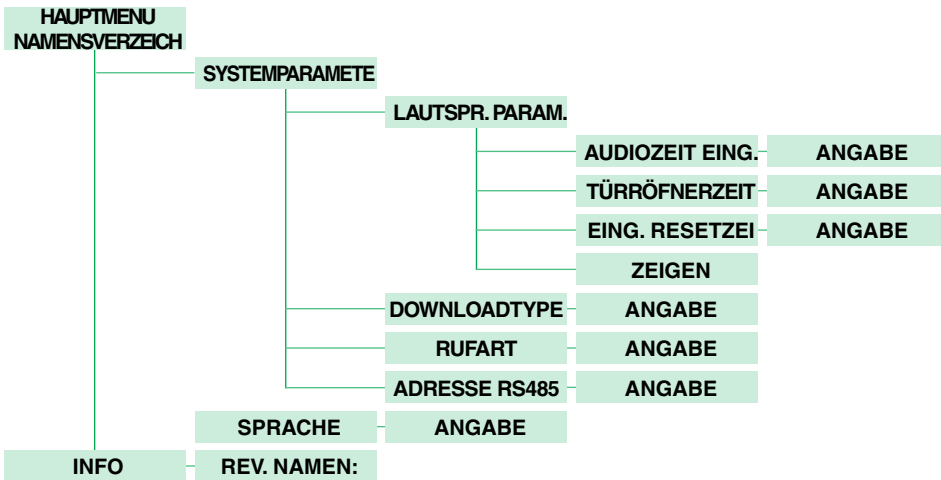 HAUPTMENU
NAMENSVERZEICH
SYSTEMPARAMETE
LAUTSPR. PARAM.
AUDIOZEIT EING. ANGABE
TÜRRÖFNERZEIT ANGABE
EING. RESETZEI ANGABE
ZEIGEN
DOWNLOADTYPE ANGABE
RUFART ANGABE
ADRESSE RS485 ANGABE
SPRACHE ANGABE
INFO REV. NAMEN: